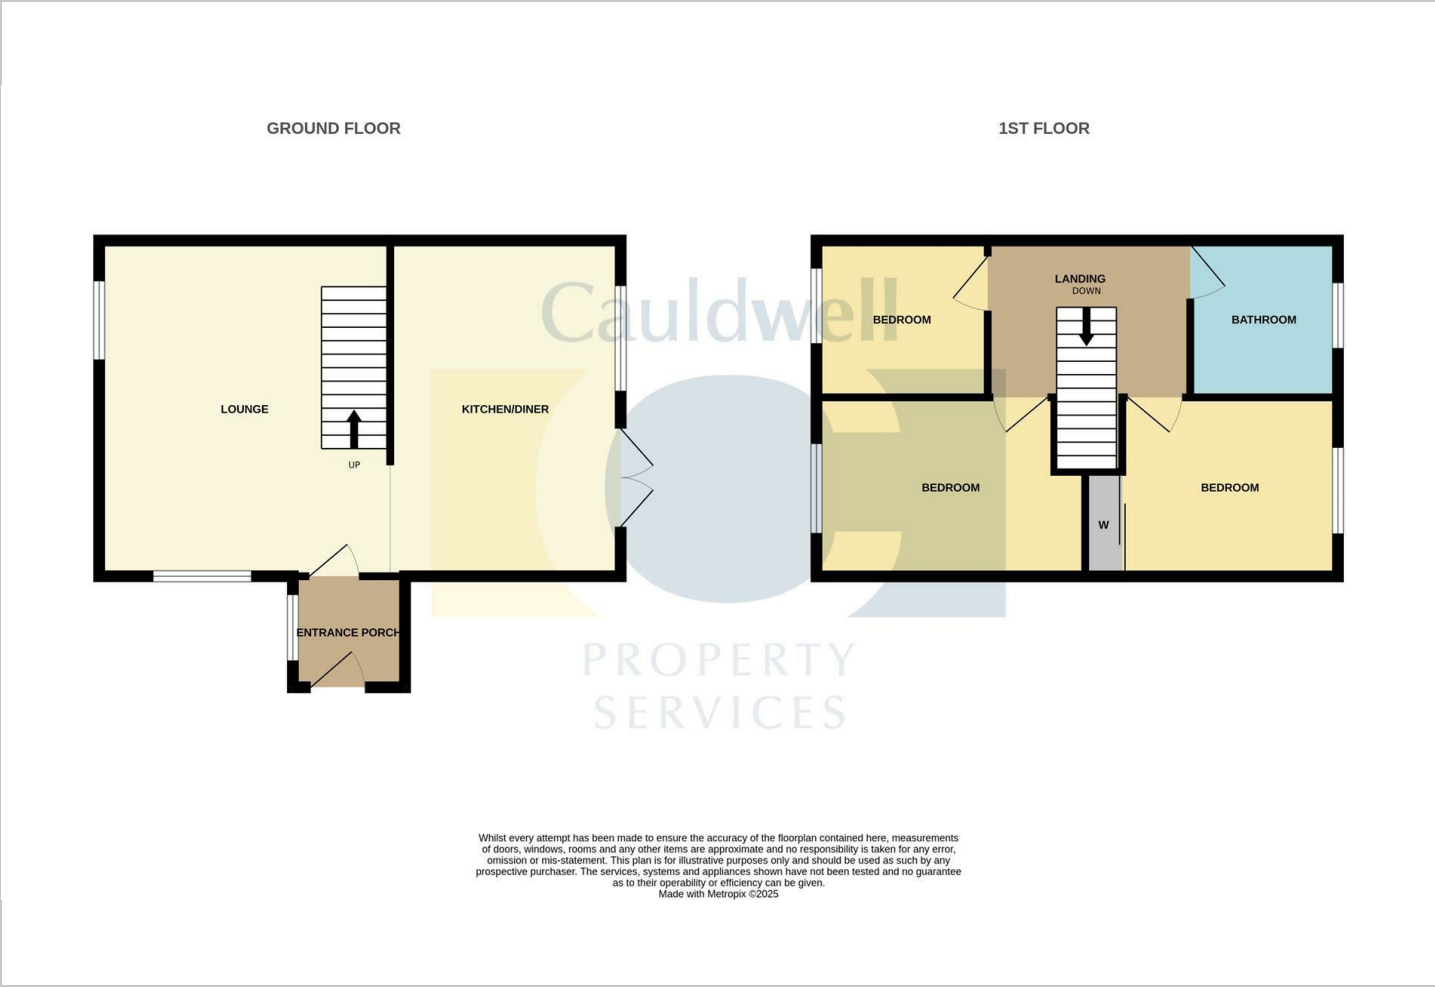 GROUND FLOOR
1ST FLOOR
LOUNGE
UP
KITCHEN/DINER
ENTRANCE PORCH
BEDROOM
LANDING
DOWN
BATHROOM
BEDROOM
W
BEDROOM
Cauldwell
PROPERTY
SERVICES
Whilst every attempt has been made to ensure the accuracy of the floorplan contained here, measurements
of doors, windows, rooms and any other items are approximate and no responsibility is taken for any error,
omission or mis-statement. This plan is for illustrative purposes only and should be used as such by any
prospective purchaser. The services, systems and appliances shown have not been tested and no guarantee
as to their operability or efficiency can be given.
Made with Metropix ©2025